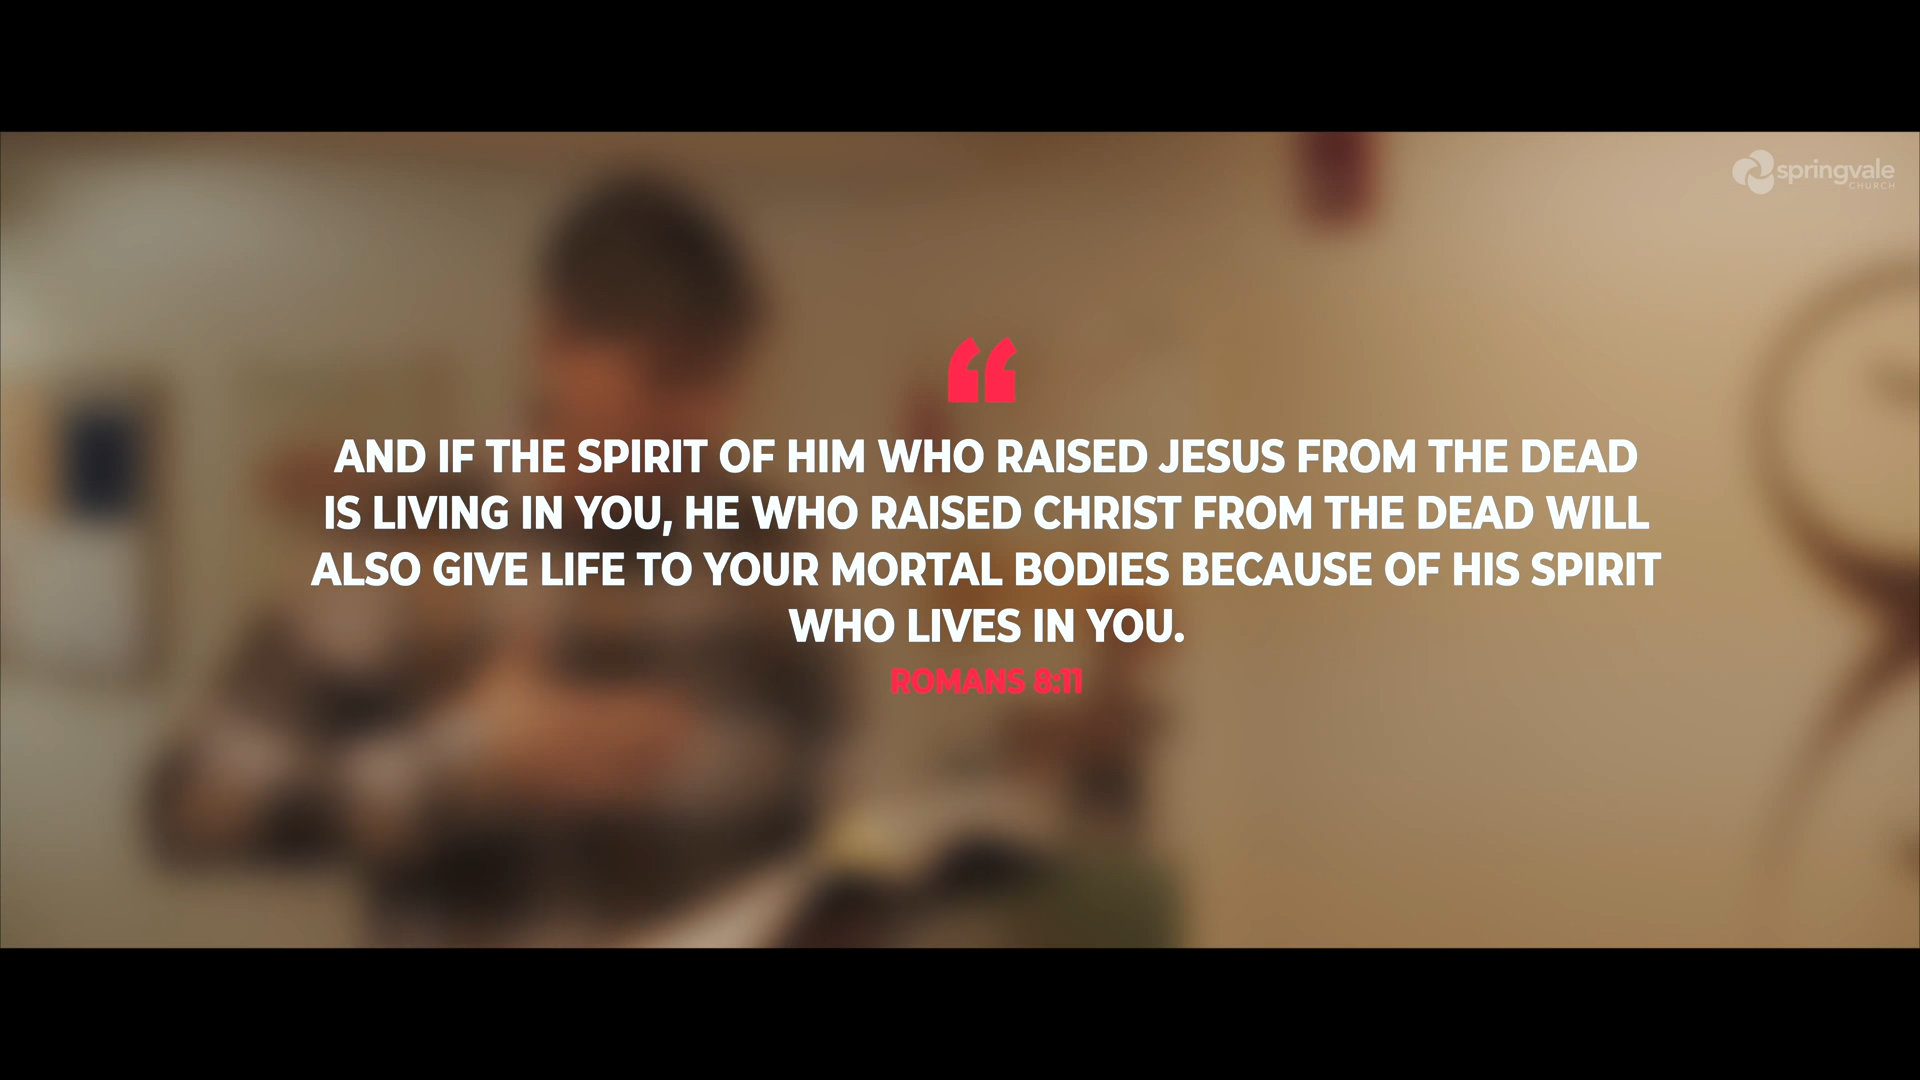 springvale
CHURCH
“
AND IF THE SPIRIT OF HIM WHO RAISED JESUS FROM THE DEAD
IS LIVING IN YOU, HE WHO RAISED CHRIST FROM THE DEAD WILL
ALSO GIVE LIFE TO YOUR MORTAL BODIES BECAUSE OF HIS SPIRIT
WHO LIVES IN YOU.
ROMANS 8:11